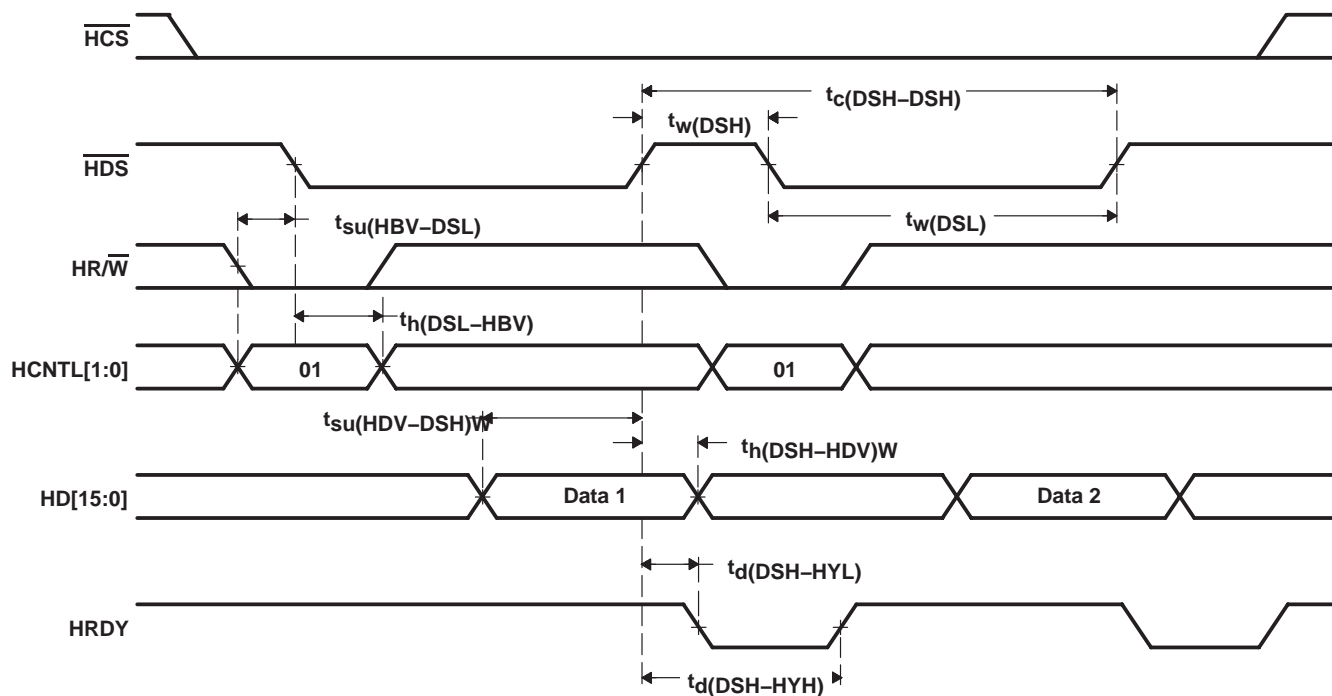 H̅C̅S̅
tc(DSH–DSH)
tw(DSH)
H̅D̅S̅
tsu(HBV–DSL)
tw(DSL)
HR/W̅
th(DSL–HBV)
HCNTL[1:0]
01
01
tsu(HDV–DSH)W
th(DSH–HDV)W
HD[15:0]
Data 1
Data 2
td(DSH–HYL)
HRDY
td(DSH–HYH)